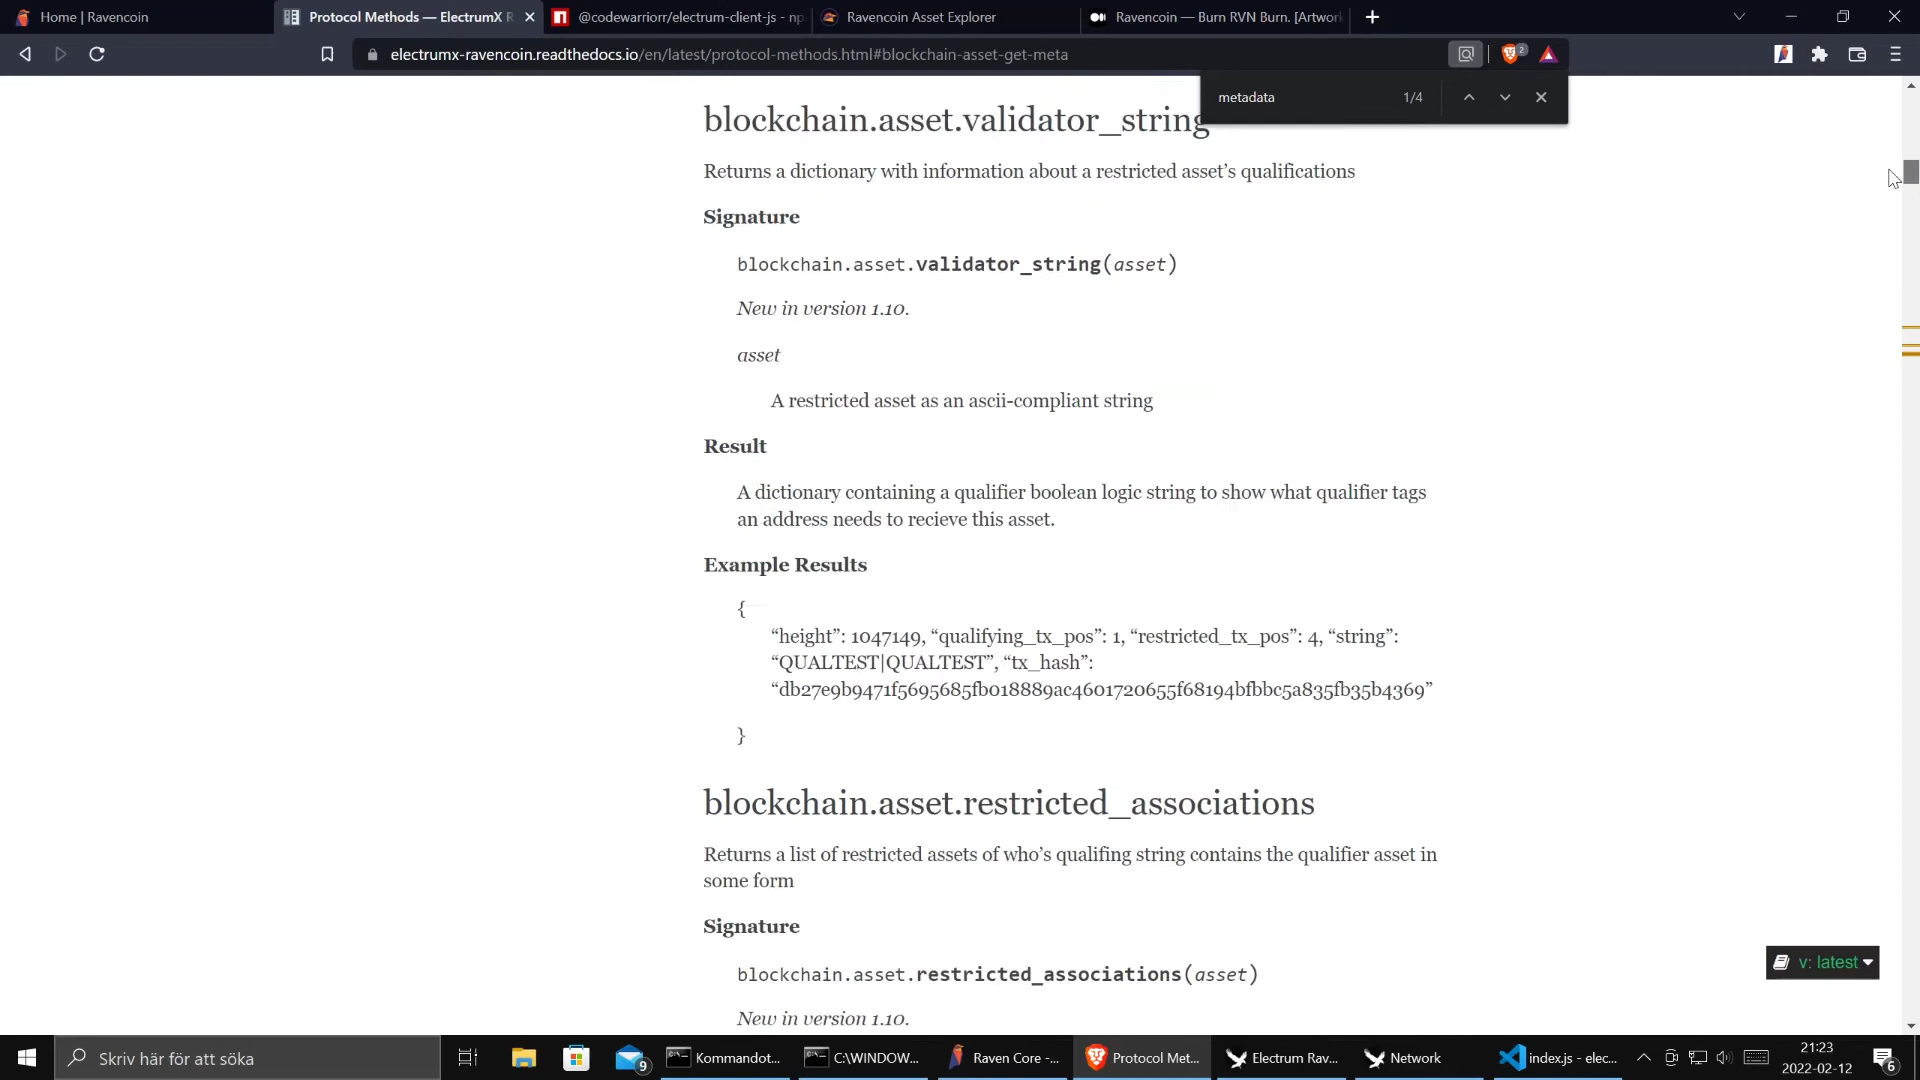 Home | Ravencoin
Protocol Methods — ElectrumX R
@codewarriorr/electrum-client-js - np
Ravencoin Asset Explorer
Ravencoin — Burn RVN Burn. [Artwor
electrumx-ravencoin.readthedocs.io/en/latest/protocol-methods.html#blockchain-asset-get-meta
2
metadata
1/4
blockchain.asset.validator_string
Returns a dictionary with information about a restricted asset’s qualifications
Signature
blockchain.asset.validator_string(asset)
New in version 1.10.
asset
A restricted asset as an ascii-compliant string
Result
A dictionary containing a qualifier boolean logic string to show what qualifier tags
an address needs to recieve this asset.
Example Results
{
“height”: 1047149, “qualifying_tx_pos”: 1, “restricted_tx_pos”: 4, “string”:
“QUALTEST|QUALTEST”, “tx_hash”:
“db27e9b9471f5695685fb018889ac4601720655f68194bfbbc5a835fb35b4369”
}
blockchain.asset.restricted_associations
Returns a list of restricted assets of who’s qualifing string contains the qualifier asset in
some form
Signature
blockchain.asset.restricted_associations(asset)
New in version 1.10.
v: latest
Skriv här för att söka
9
Kommandot...
C:\WINDOW...
Raven Core -...
Protocol Met...
Electrum Rav...
Network
index.js - elec...
21:23
2022-02-12
6